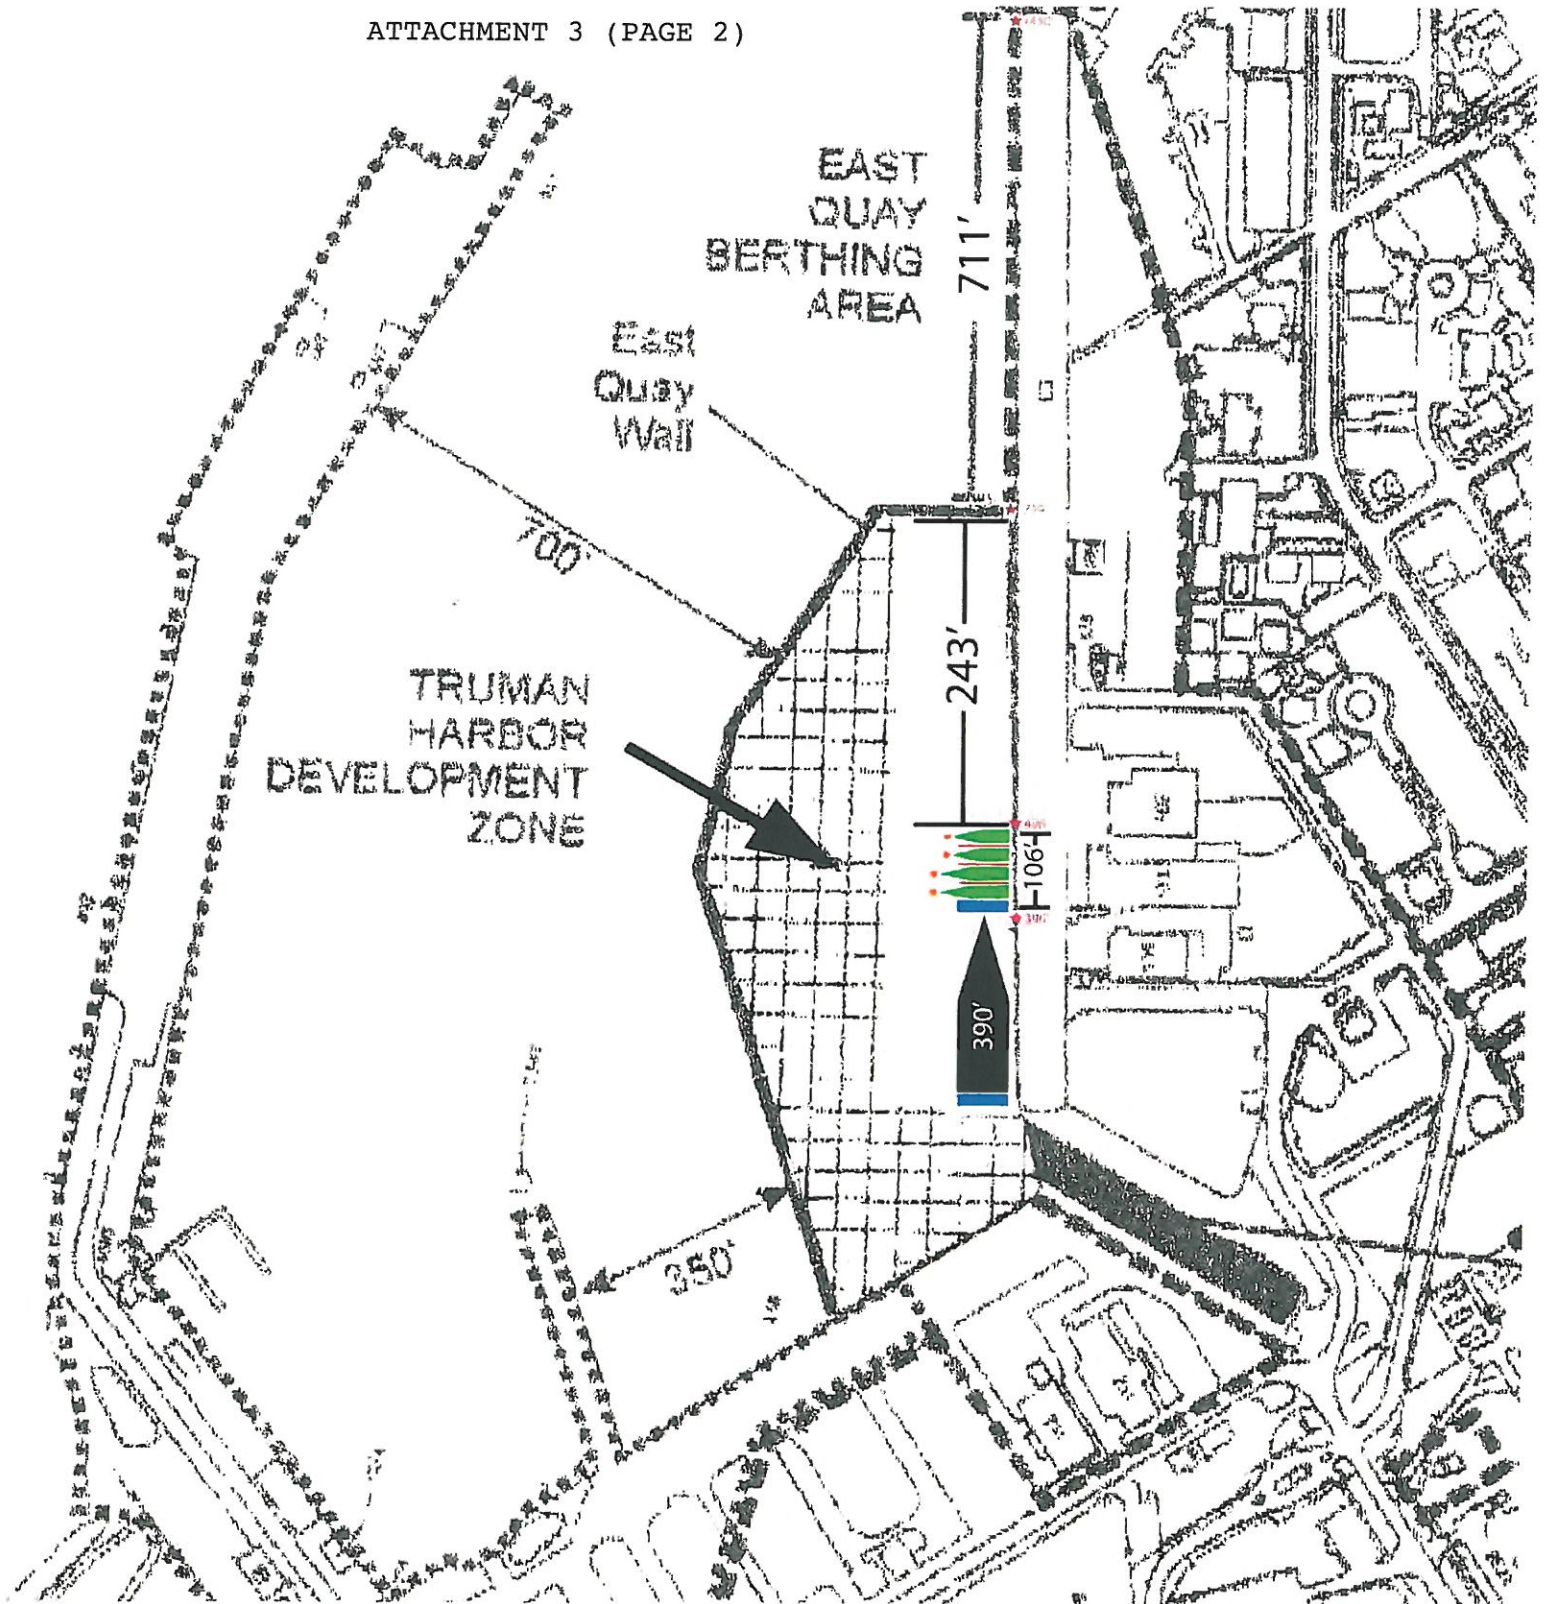 ATTACHMENT 3 (PAGE 2)
EAST
QUAY
BERTHING
AREA
711'
East
Quay
Wall
700'
243'
TRUMAN
HARBOR
DEVELOPMENT
ZONE
106'
390'
350'